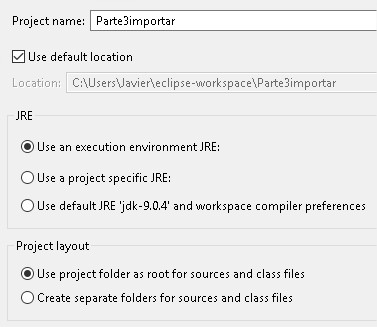 Project name: Parte3importar
Use default location
Location: C:\Users\Javier\eclipse-workspace\Parte3importar
JRE
Use an execution environment JRE:
Use a project specific JRE:
Use default JRE 'jdk-9.0.4' and workspace compiler preferences
Project layout
Use project folder as root for sources and class files
Create separate folders for sources and class files